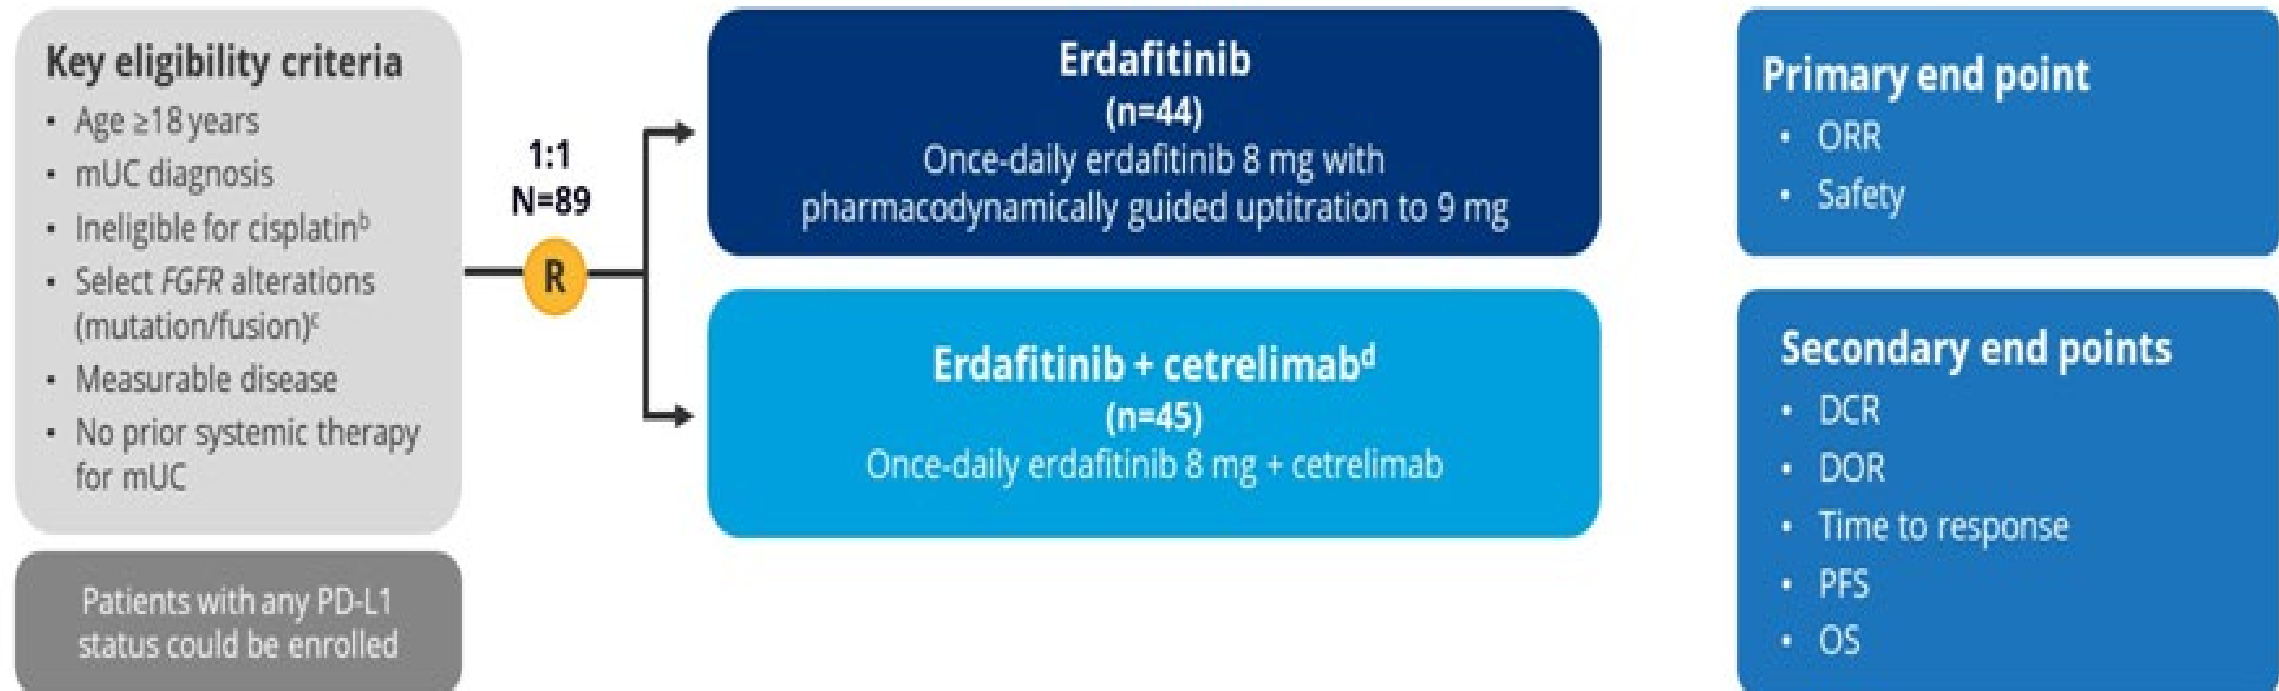 Key eligibility criteria
• Age ≥18 years
• mUC diagnosis
• Ineligible for cisplatinᵇ
• Select FGFR alterations
(mutation/fusion)ᶜ
• Measurable disease
• No prior systemic therapy
for mUC
Patients with any PD-L1
status could be enrolled
1:1
N=89
R
Erdafitinib
(n=44)
Once-daily erdafitinib 8 mg with
pharmacodynamically guided uptitration to 9 mg
Erdafitinib + cetrelimabᵈ
(n=45)
Once-daily erdafitinib 8 mg + cetrelimab
Primary end point
• ORR
• Safety
Secondary end points
• DCR
• DOR
• Time to response
• PFS
• OS